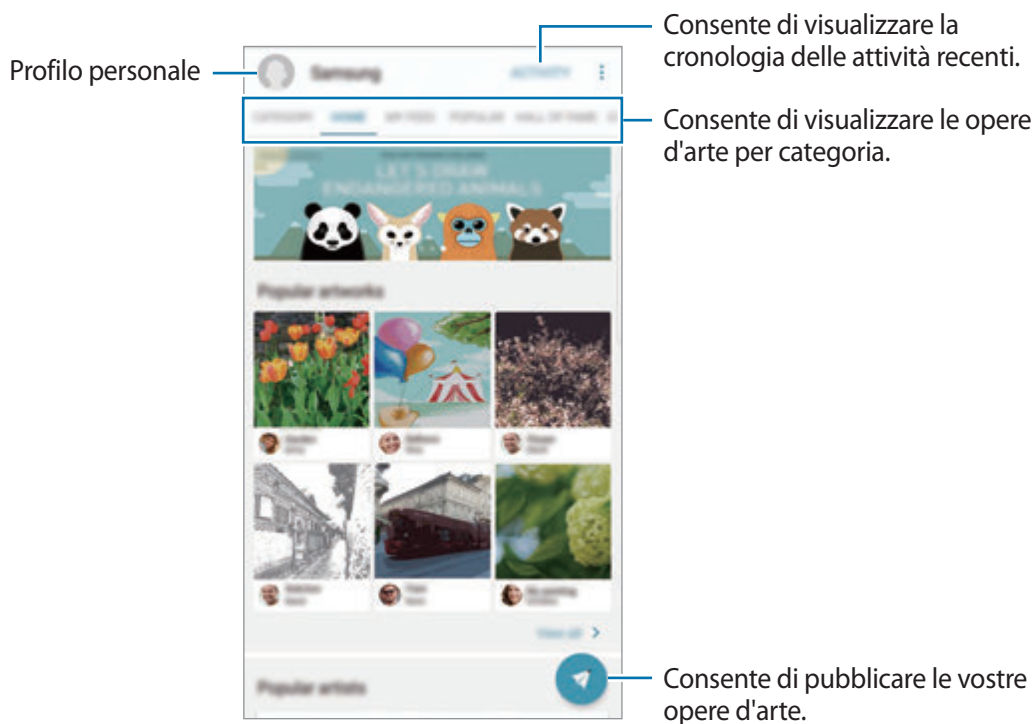 Consente di visualizzare la
cronologia delle attività recenti.
Profilo personale
Samsung
ACTIVITY
CATEGORY HOME MY FEED POPULAR HALL OF FAME
Consente di visualizzare le opere
d'arte per categoria.
LET'S DRAW
ENDANGERED ANIMALS
Popular artworks
View all
Popular artists
Consente di pubblicare le vostre
opere d'arte.